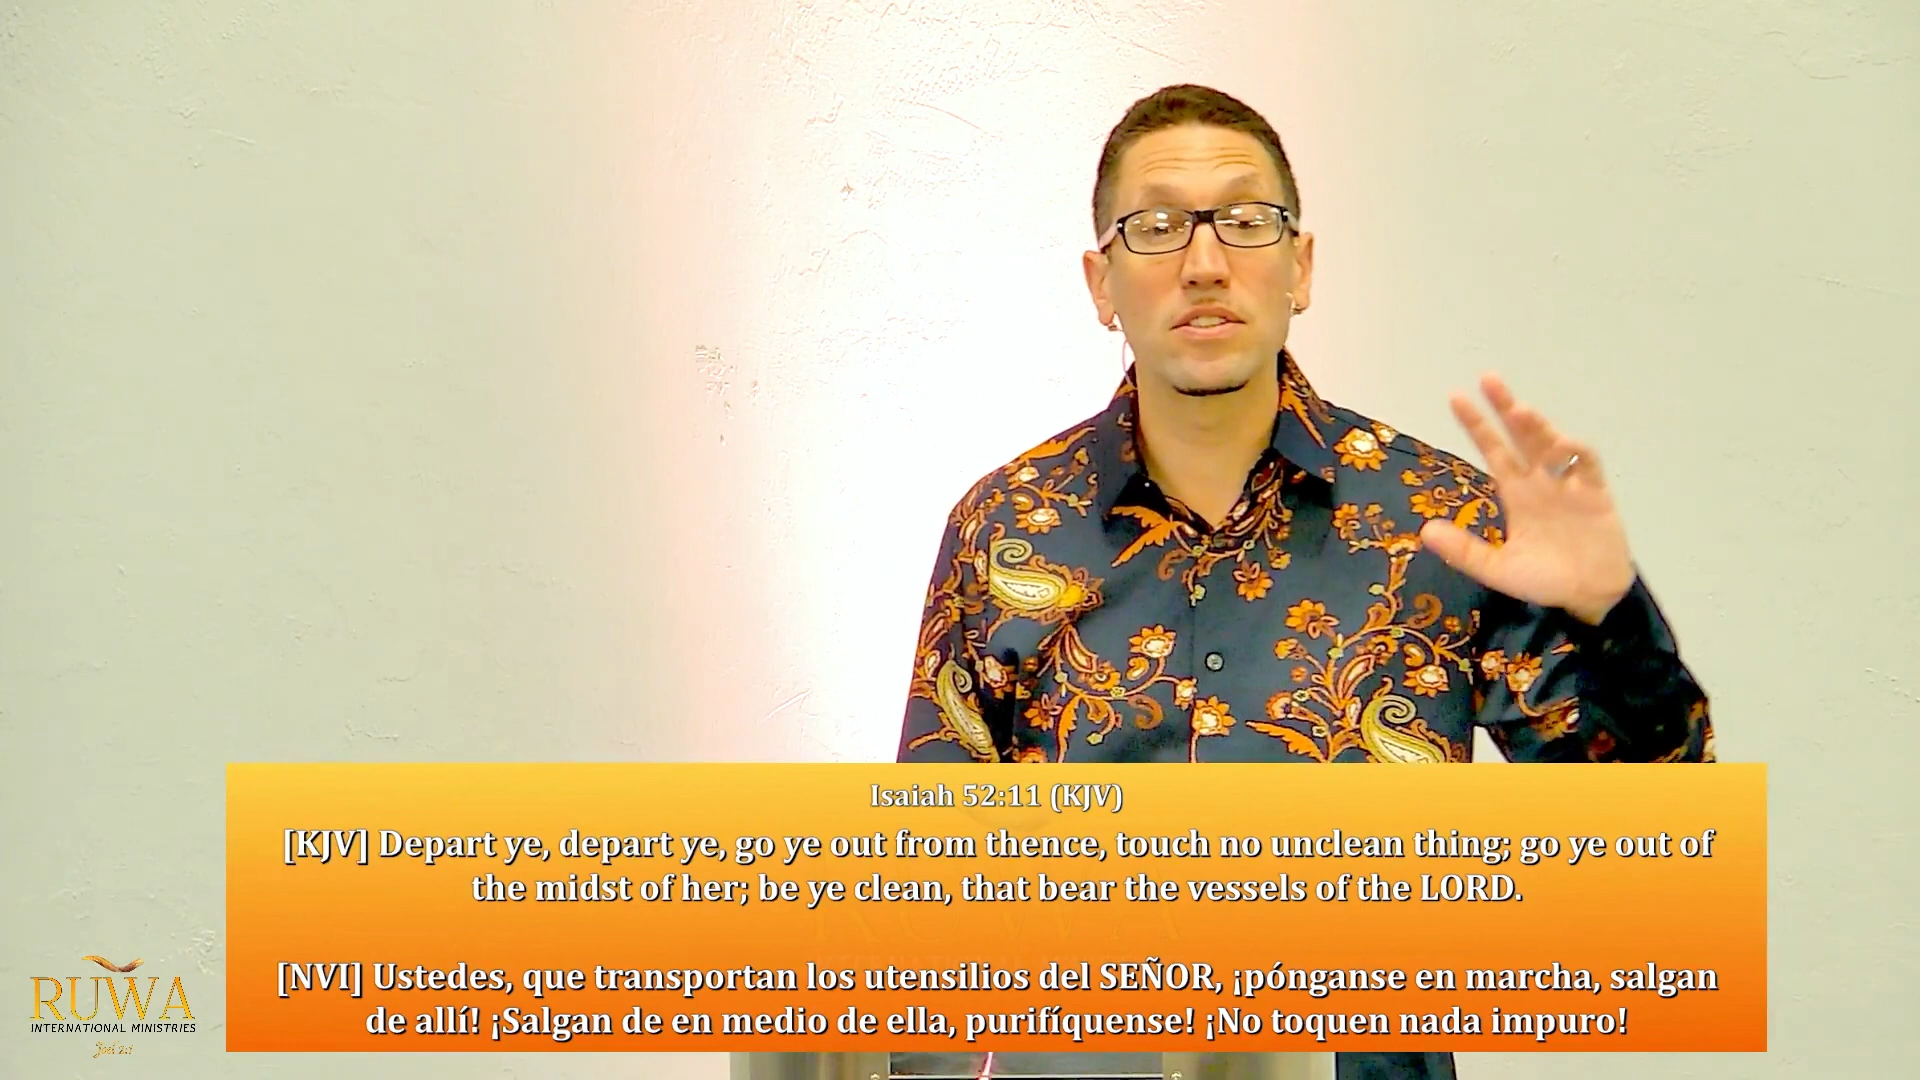 Isaiah 52:11 (KJV)
[KJV] Depart ye, depart ye, go ye out from thence, touch no unclean thing; go ye out of
the midst of her; be ye clean, that bear the vessels of the LORD.
[NVI] Ustedes, que transportan los utensilios del SEÑOR, ¡pónganse en marcha, salgan
de allí! ¡Salgan de en medio de ella, purifíquense! ¡No toquen nada impuro!
RUWA
INTERNATIONAL MINISTRIES
Joel 2:1